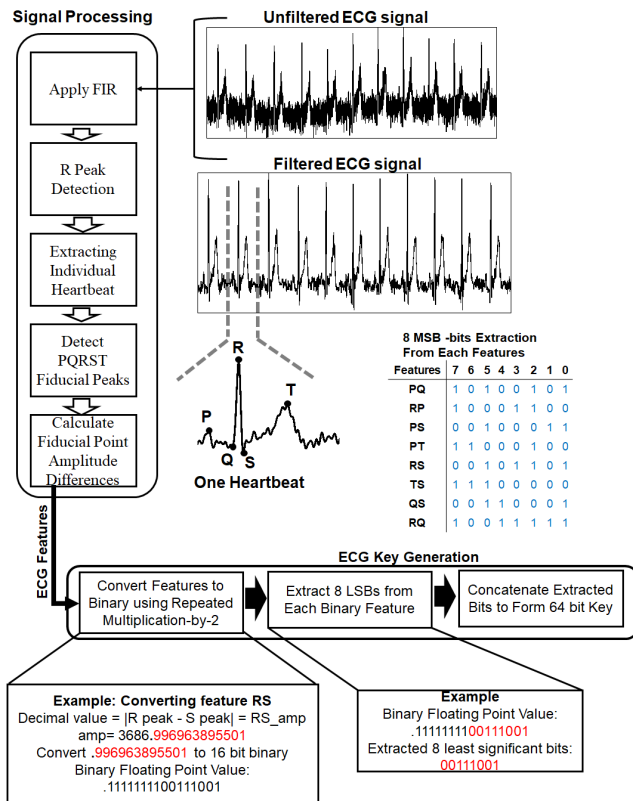 Signal Processing
Unfiltered ECG signal
Apply FIR
Filtered ECG signal
R Peak
Detection
Extracting
Individual
Heartbeat
Detect
PQRST
Fiducial Peaks
Calculate
Fiducial Point
Amplitude
Differences
R
T
P
Q
S
One Heartbeat
8 MSB -bits Extraction
From Each Features
Features 7 6 5 4 3 2 1 0
PQ 1 0 1 0 0 1 0 1
RP 1 0 0 0 1 1 0 0
PS 1 0 1 0 0 0 1 1
PT 1 1 0 0 0 1 0 0
RS 1 0 1 0 1 1 0 1
TS 1 1 1 0 0 0 0 0
QS 0 0 1 1 0 0 0 1
RQ 1 0 0 1 1 1 1 1
ECG Features
ECG Key Generation
Convert Features to
Binary using Repeated
Multiplication-by-2
Extract 8 LSBs from
Each Binary Feature
Concatenate Extracted
Bits to Form 64 bit Key
Example: Converting feature RS
Decimal value = |R peak - S peak| = RS_amp
amp= 3686.996963895501
Convert .996963895501 to 16 bit binary
Binary Floating Point Value:
.1111111100111001
Example
Binary Floating Point Value:
.1111111100111001
Extracted 8 least significant bits:
00111001